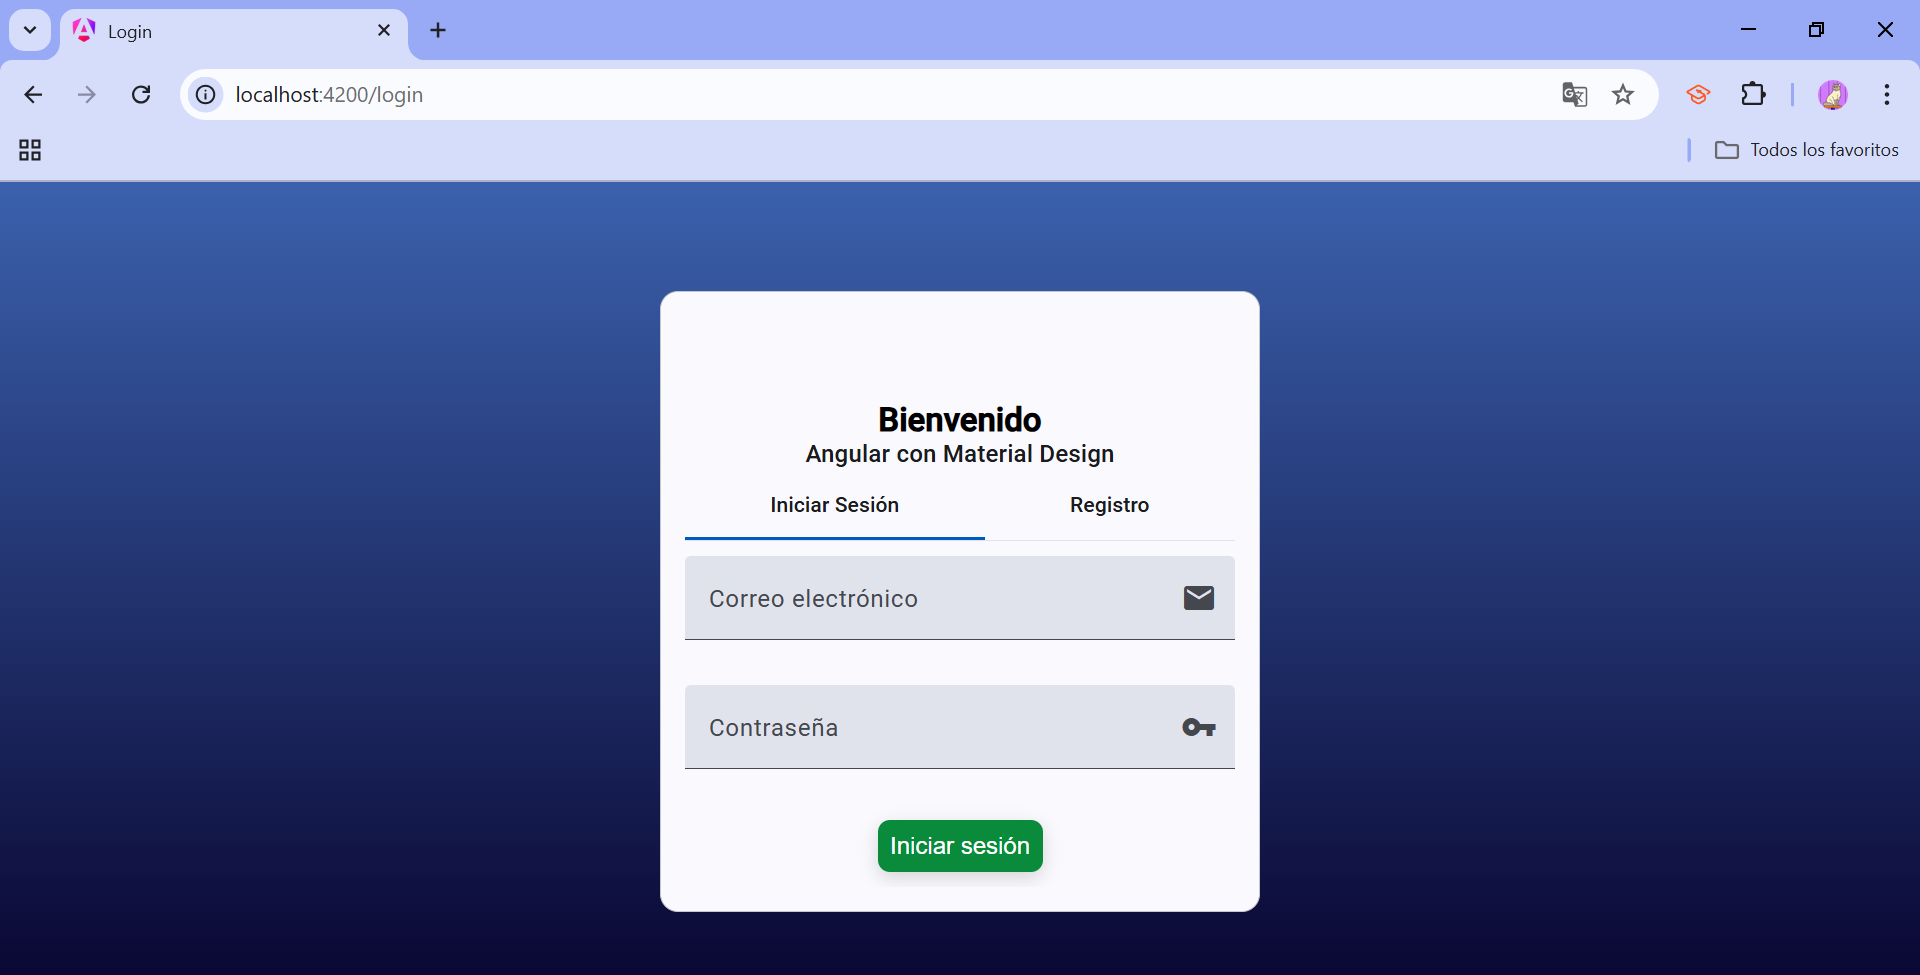 Login
localhost:4200/login
Todos los favoritos
Bienvenido
Angular con Material Design
Iniciar Sesión
Registro
Correo electrónico
Contraseña
Iniciar sesión